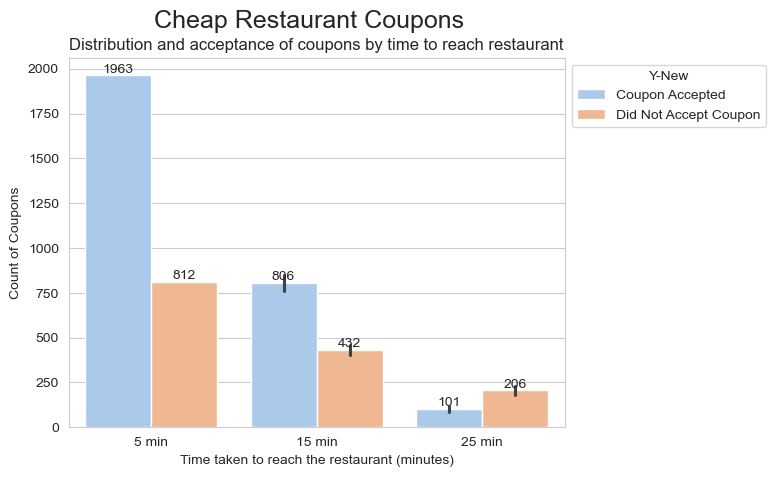 Cheap Restaurant Coupons
Distribution and acceptance of coupons by time to reach restaurant
Y-New
Coupon Accepted
Did Not Accept Coupon
Count of Coupons
2000
1750
1500
1250
1000
750
500
250
0
1963
812
806
432
101
206
5 min
15 min
25 min
Time taken to reach the restaurant (minutes)